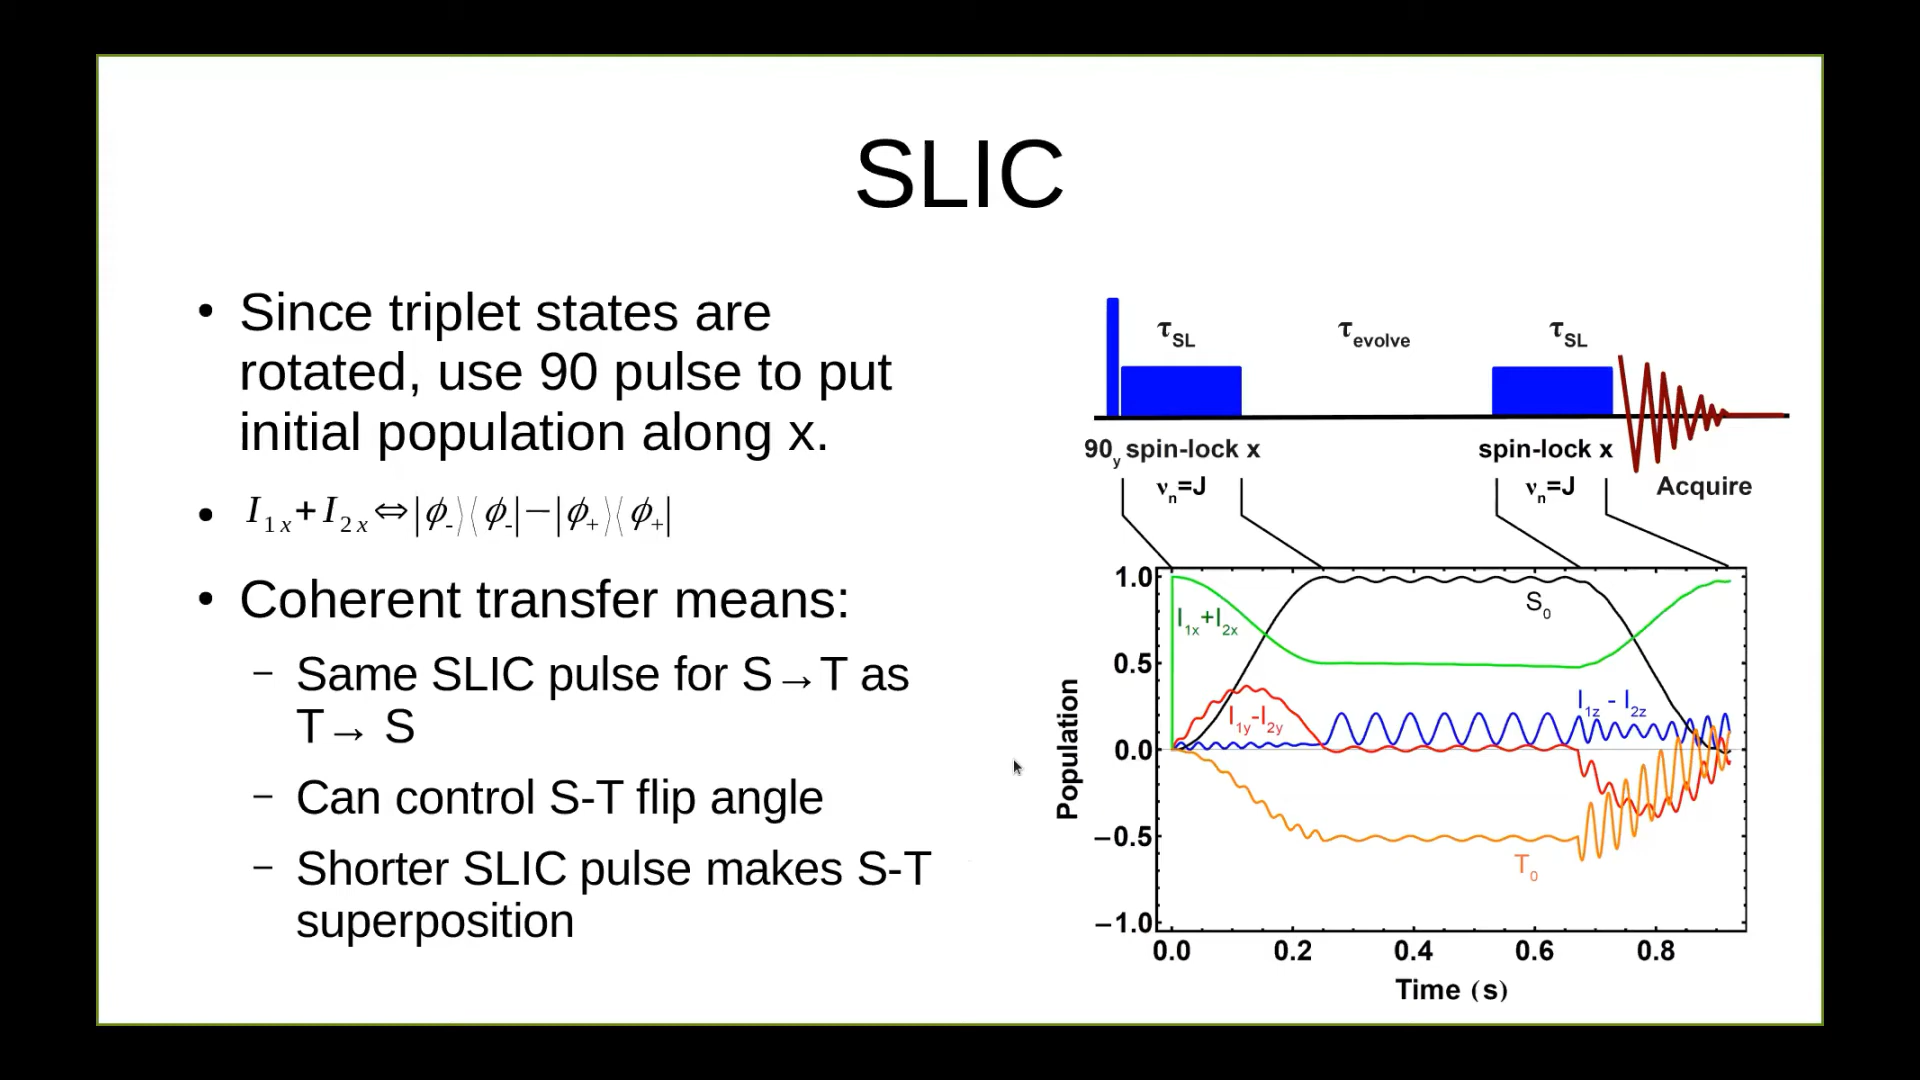 SLIC
• Since triplet states are
rotated, use 90 pulse to put
initial population along x.
• I₁ₓ+I₂ₓ⇔|ϕ₋⟩⟨ϕ₋|−|ϕ₊⟩⟨ϕ₊|
• Coherent transfer means:
– Same SLIC pulse for S→T as
T→ S
– Can control S-T flip angle
– Shorter SLIC pulse makes S-T
superposition
τSL τevolve τSL
90y spin-lock x spin-lock x
νn=J νn=J Acquire
1.0
0.5
0.0
−0.5
−1.0
Population
I1x+I2x
S0
I1y-I2y
I1z - I2z
T0
0.0 0.2 0.4 0.6 0.8
Time (s)